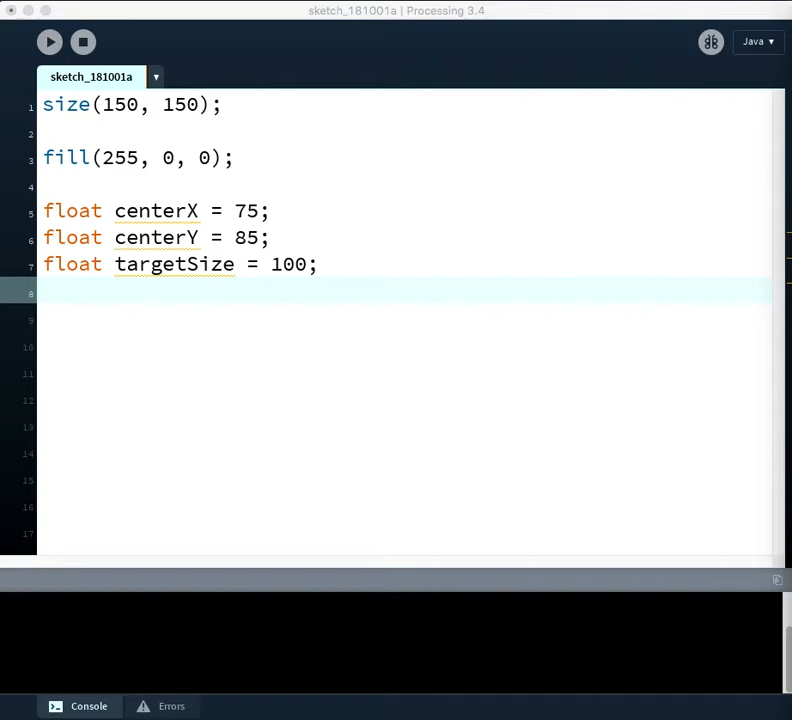 sketch_181001a | Processing 3.4
Java ▾
sketch_181001a ▾
1 size(150, 150);
2
3 fill(255, 0, 0);
4
5 float centerX = 75;
6 float centerY = 85;
7 float targetSize = 100;
8
9
10
11
12
13
14
15
16
17
Console Errors